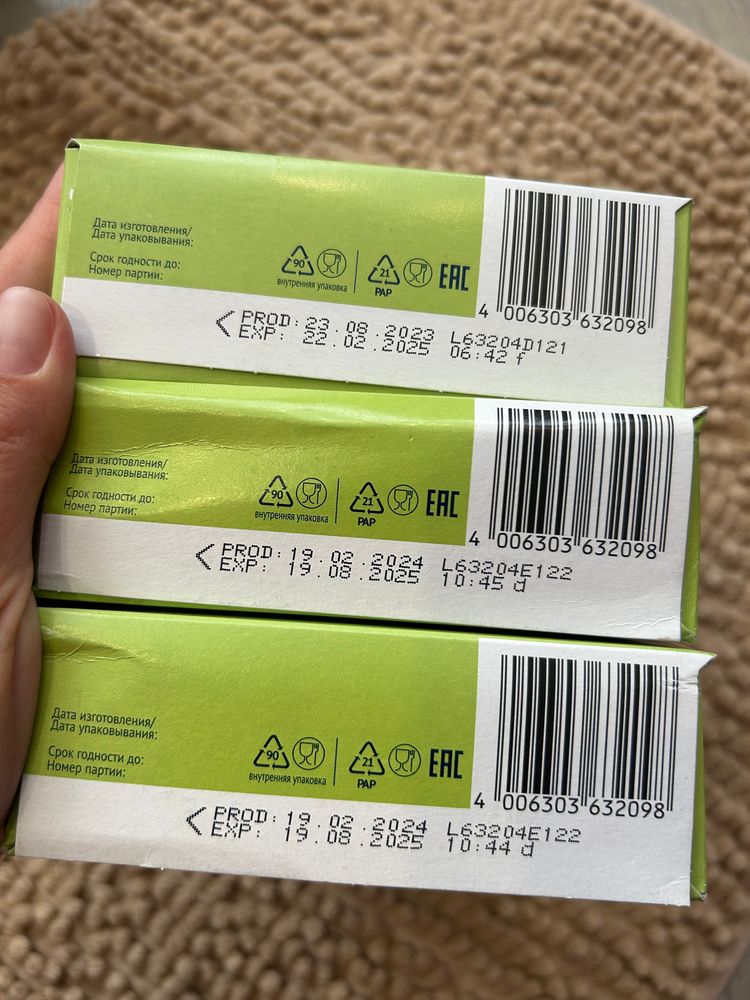 Дата изготовления/
Дата упаковывания:
Срок годности до:
Номер партии:
90
внутренняя упаковка
21
PAP
EAC
PROD: 23.08.2023 L63204D121
EXP: 22.02.2025 06:42 f
4 006303 632098
Дата изготовления/
Дата упаковывания:
Срок годности до:
Номер партии:
90
внутренняя упаковка
21
PAP
EAC
PROD: 19.02.2024 L63204E122
EXP: 19.08.2025 10:45 d
4 006303 632098
Дата изготовления/
Дата упаковывания:
Срок годности до:
Номер партии:
90
внутренняя упаковка
21
PAP
EAC
PROD: 19.02.2024 L63204E122
EXP: 19.08.2025 10:44 d
4 006303 632098